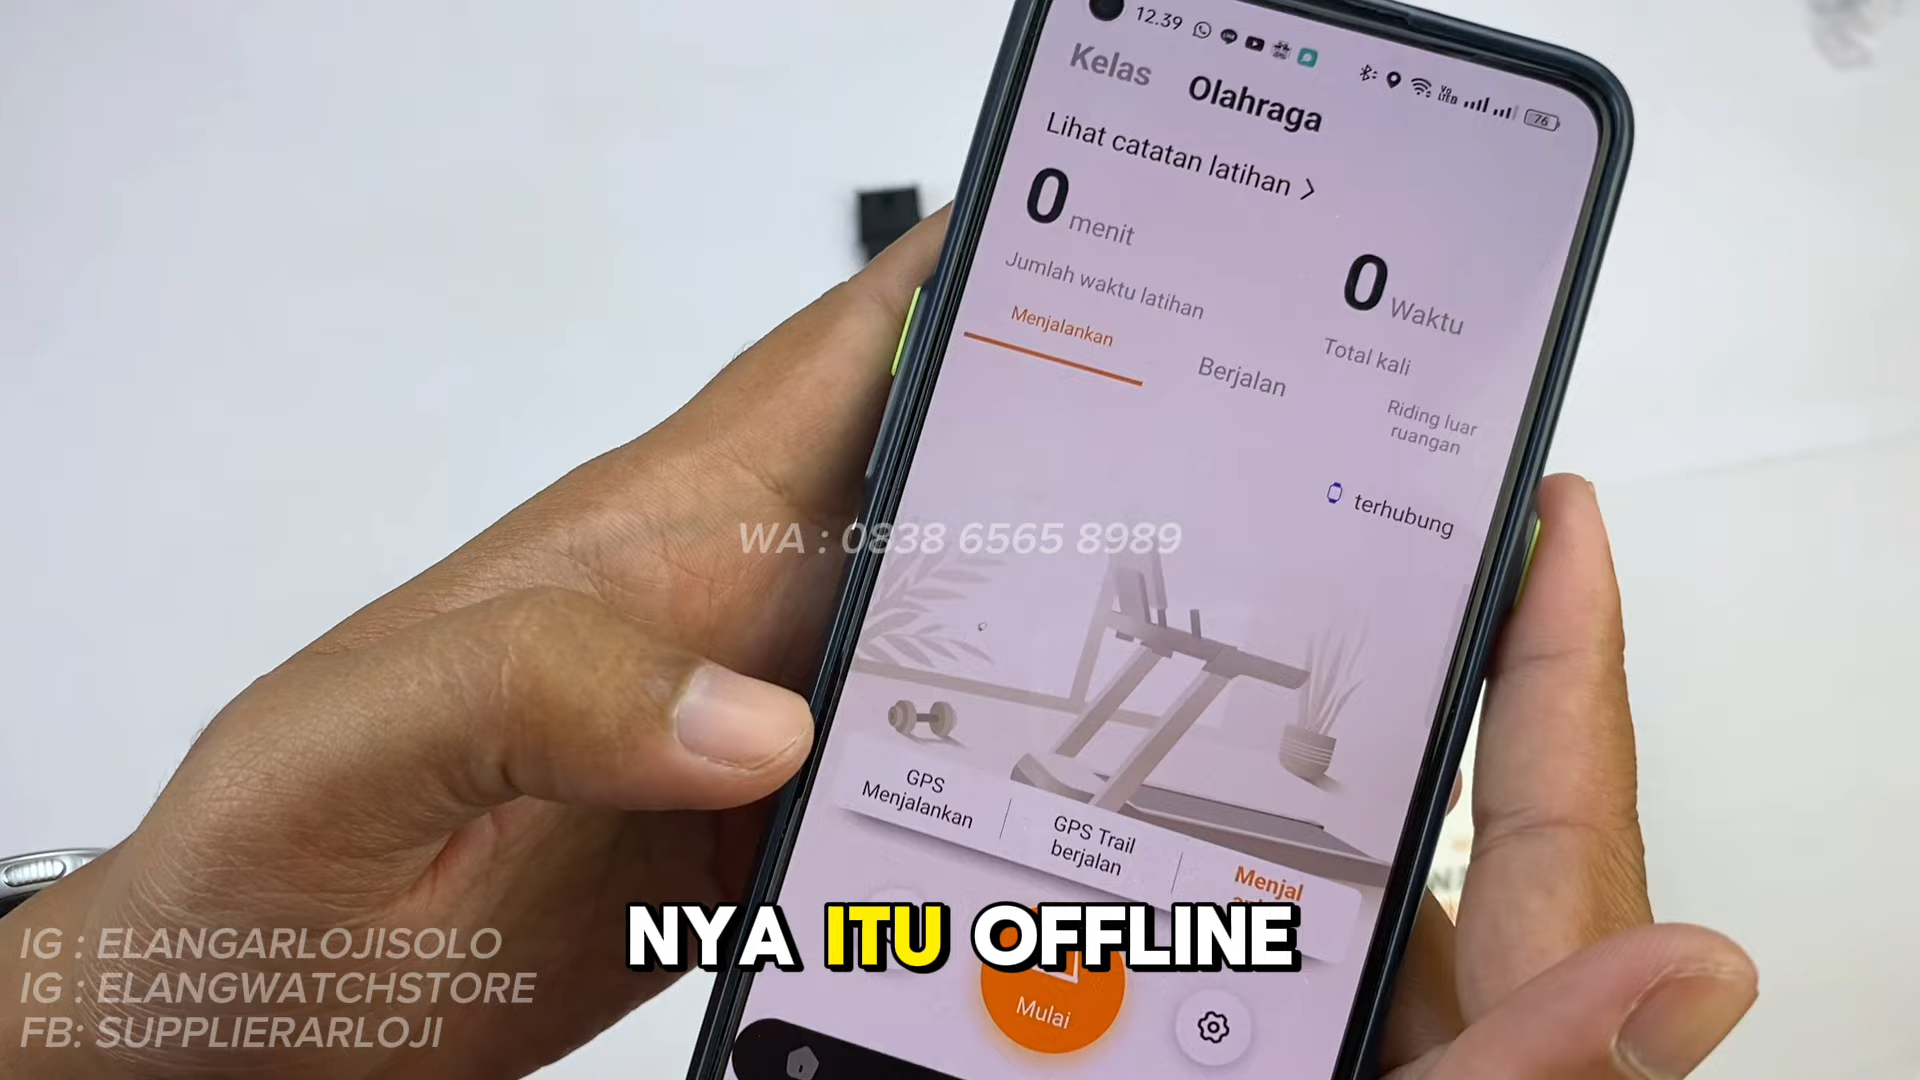 12.39
76
Kelas
Olahraga
Lihat catatan latihan >
0 menit
Jumlah waktu latihan
0 Waktu
Total kali
Menjalankan
Berjalan
Riding luar
ruangan
terhubung
WA : 0838 6565 8989
GPS
Menjalankan
GPS Trail
berjalan
Menjal
NYA ITU OFFLINE
Mulai
IG : ELANGARLOJISOLO
IG : ELANGWATCHSTORE
FB: SUPPLIERARLOJI